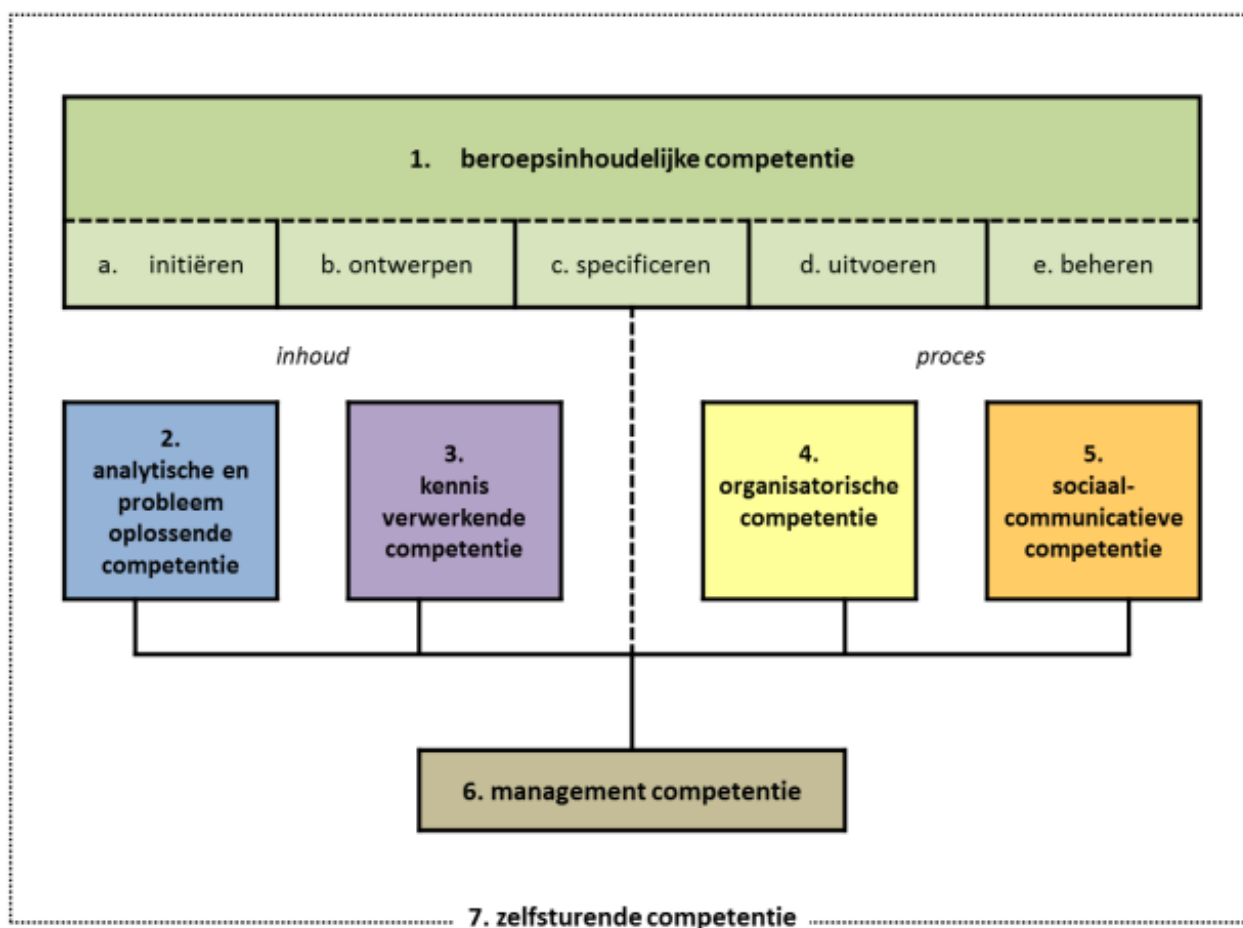 1. beroepsinhoudelijke competentie
a. initiëren
b. ontwerpen
c. specificeren
d. uitvoeren
e. beheren
inhoud
proces
2.
analytische en
probleem
oplossende
competentie
3.
kennis
verwerkende
competentie
4.
organisatorische
competentie
5.
sociaal-
communicatieve
competentie
6. management competentie
7. zelfsturende competentie